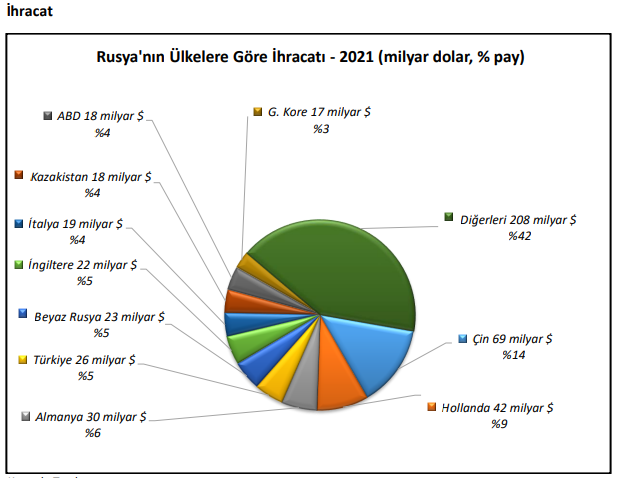 İhracat
Rusya'nın Ülkelere Göre İhracatı - 2021 (milyar dolar, % pay)
G. Kore 17 milyar $
%3
ABD 18 milyar $
%4
Kazakistan 18 milyar $
%4
İtalya 19 milyar $
%4
İngiltere 22 milyar $
%5
Beyaz Rusya 23 milyar $
%5
Türkiye 26 milyar $
%5
Almanya 30 milyar $
%6
Diğerleri 208 milyar $
%42
Çin 69 milyar $
%14
Hollanda 42 milyar $
%9